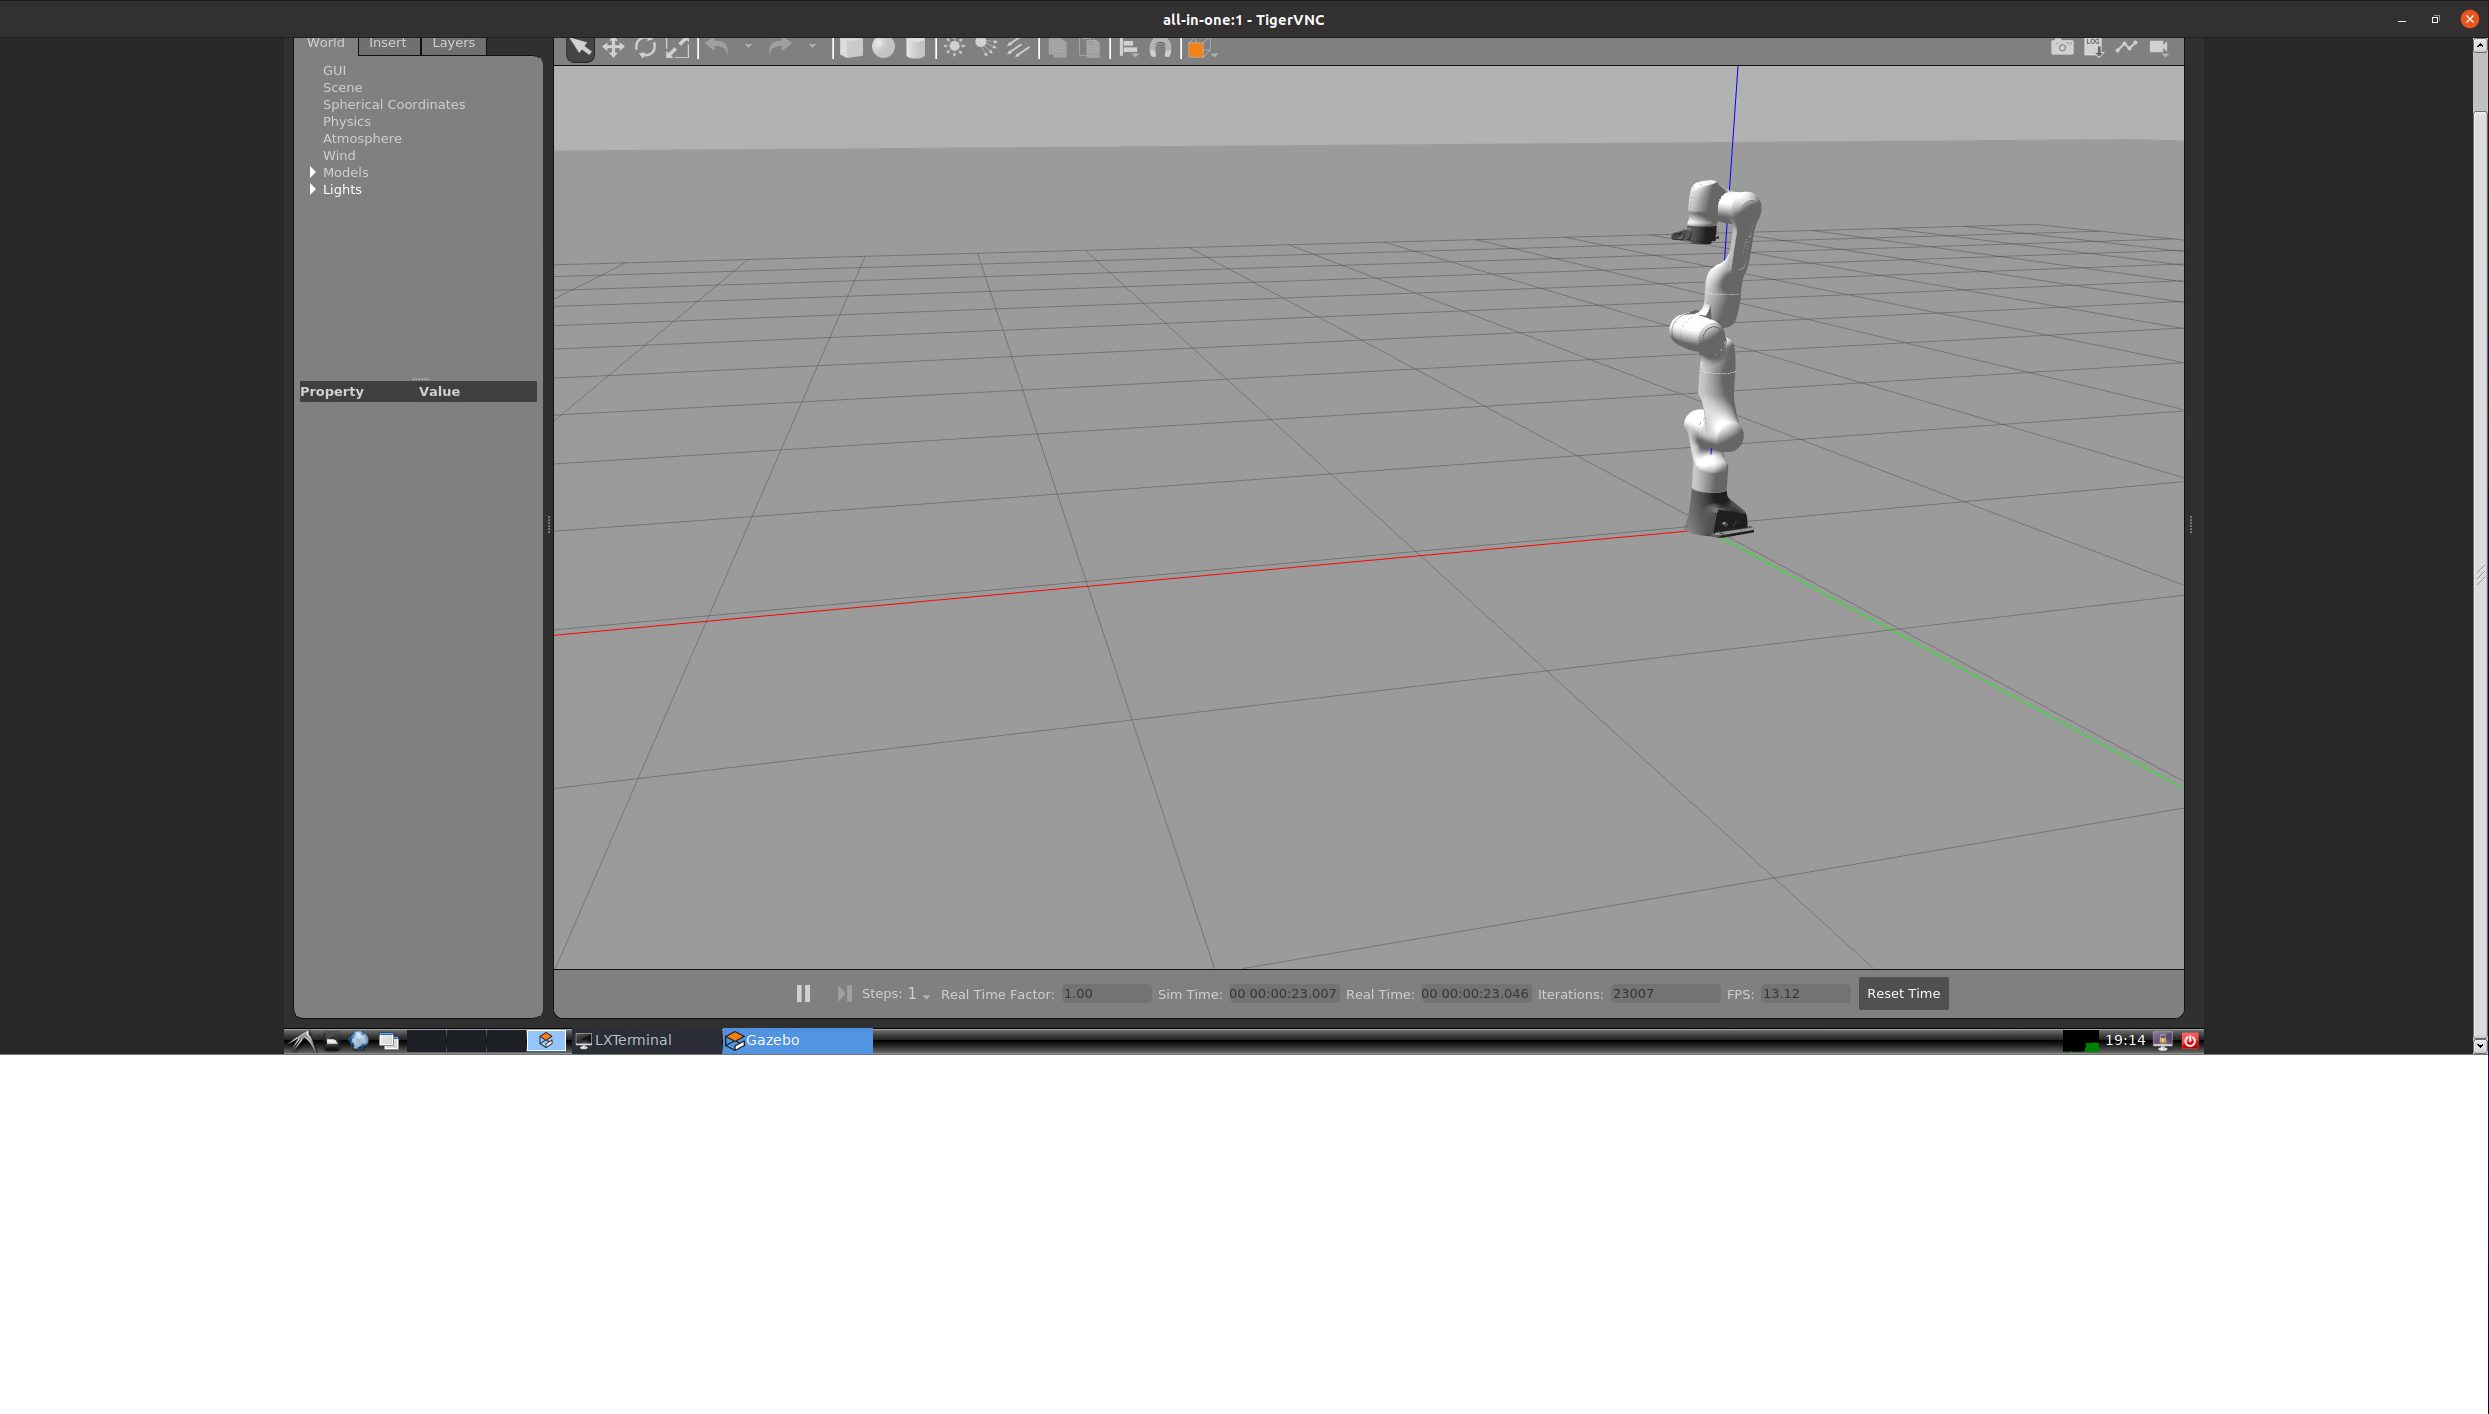 all-in-one:1 - TigerVNC
World Insert Layers
LOG
GUI
Scene
Spherical Coordinates
Physics
Atmosphere
Wind
Models
Lights
Property Value
Steps: 1 Real Time Factor: 1.00 Sim Time: 00 00:00:23.007 Real Time: 00 00:00:23.046 Iterations: 23007 FPS: 13.12 Reset Time
LXTerminal Gazebo 19:14